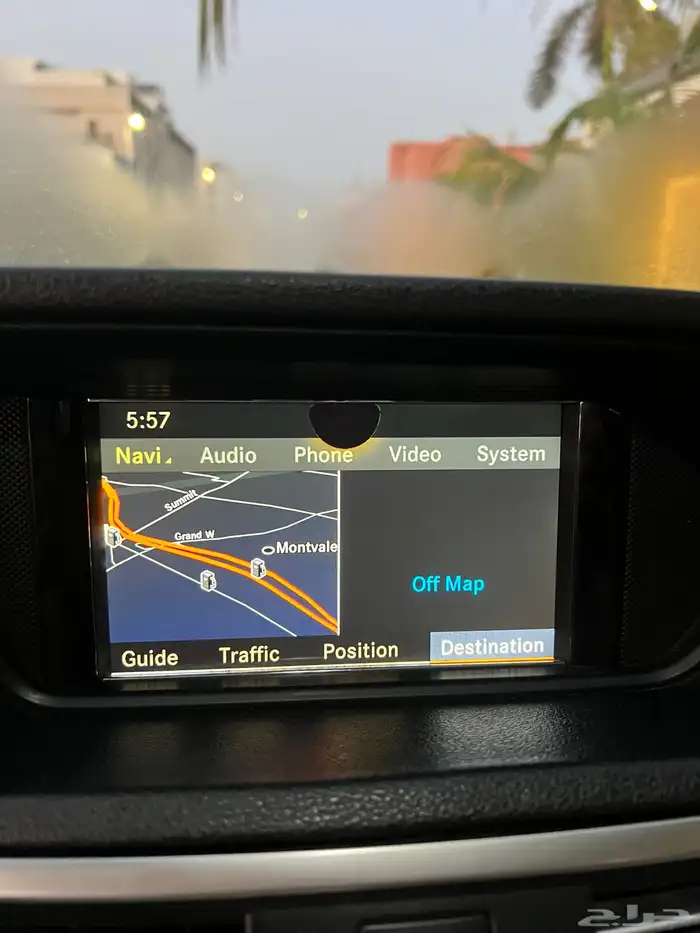 5:57
Navi Audio Phone Video System
Summit
Grand W
Montvale
Off Map
Guide Traffic Position Destination
حراج